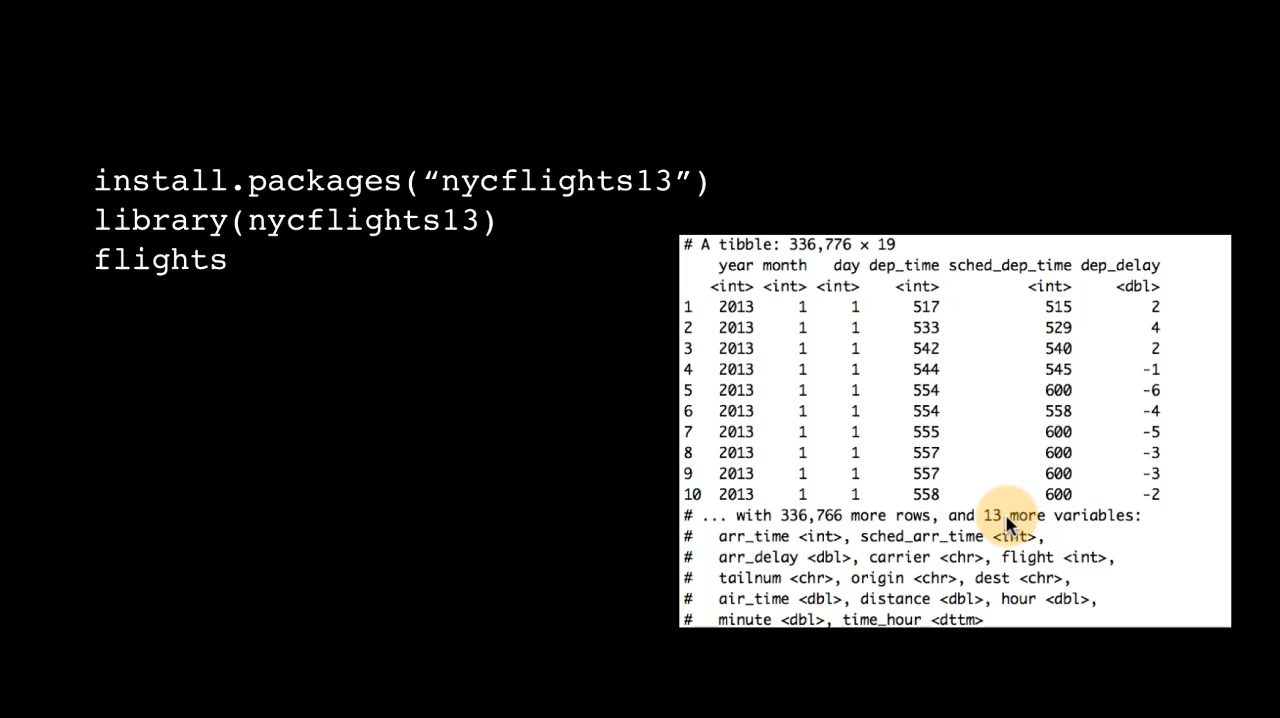 install.packages(“nycflights13”)
library(nycflights13)
flights
# A tibble: 336,776 × 19
year month day dep_time sched_dep_time dep_delay
<int> <int> <int> <int> <int> <dbl>
1 2013 1 1 517 515 2
2 2013 1 1 533 529 4
3 2013 1 1 542 540 2
4 2013 1 1 544 545 -1
5 2013 1 1 554 600 -6
6 2013 1 1 554 558 -4
7 2013 1 1 555 600 -5
8 2013 1 1 557 600 -3
9 2013 1 1 557 600 -3
10 2013 1 1 558 600 -2
# ... with 336,766 more rows, and 13 more variables:
# arr_time <int>, sched_arr_time <int>,
# arr_delay <dbl>, carrier <chr>, flight <int>,
# tailnum <chr>, origin <chr>, dest <chr>,
# air_time <dbl>, distance <dbl>, hour <dbl>,
# minute <dbl>, time_hour <dttm>